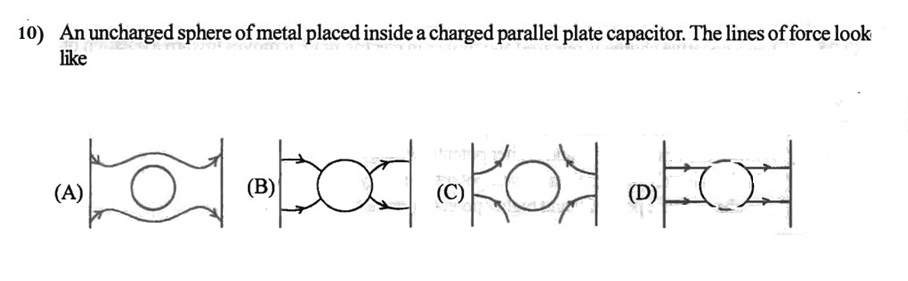 10) An uncharged sphere of metal placed inside a charged parallel plate capacitor. The lines of force look
like
(A) (B) (C) (D)